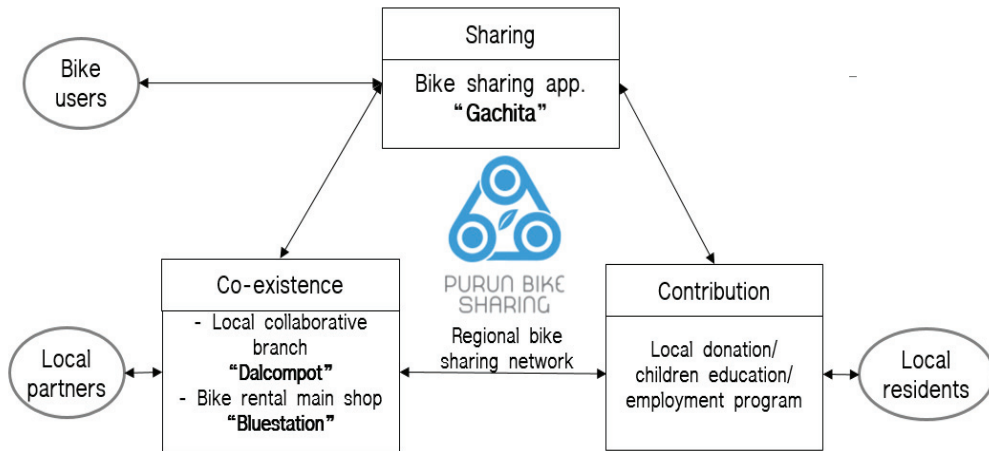 Sharing
Bike sharing app.
“Gachita”
Bike
users
PURUN BIKE
SHARING
Regional bike
sharing network
Co-existence
- Local collaborative
branch
“Dalcompot”
- Bike rental main shop
“Bluestation”
Local
partners
Contribution
Local donation/
children education/
employment program
Local
residents